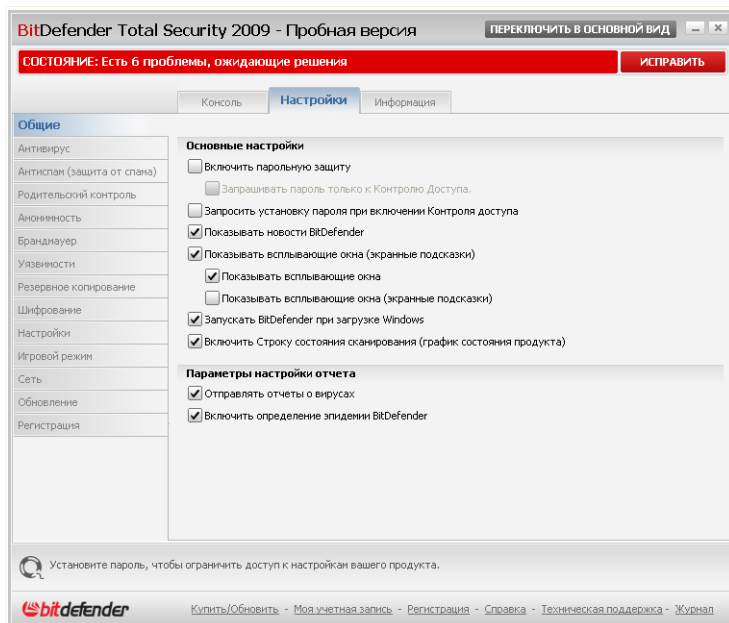 BitDefender Total Security 2009 - Пробная версия
ПЕРЕКЛЮЧИТЬ В ОСНОВНОЙ ВИД
СОСТОЯНИЕ: Есть 6 проблемы, ожидающие решения
ИСПРАВИТЬ
Консоль
Настройки
Информация
Общие
Антивирус
Антиспам (защита от спама)
Родительский контроль
Анонимность
Брандмауер
Уязвимости
Резервное копирование
Шифрование
Настройки
Игровой режим
Сеть
Обновление
Регистрация
Основные настройки
Включить парольную защиту
Запрашивать пароль только к Контролю Доступа.
Запросить установку пароля при включении Контроля доступа
Показывать новости BitDefender
Показывать всплывающие окна (экранные подсказки)
Показывать всплывающие окна
Показывать всплывающие окна (экранные подсказки)
Запускать BitDefender при загрузке Windows
Включить Строку состояния сканирования (график состояния продукта)
Параметры настройки отчета
Отправлять отчеты о вирусах
Включить определение эпидемии BitDefender
Установите пароль, чтобы ограничить доступ к настройкам вашего продукта.
bitdefender
Купить/Обновить - Моя учетная запись - Регистрация - Справка - Техническая поддержка - Журнал